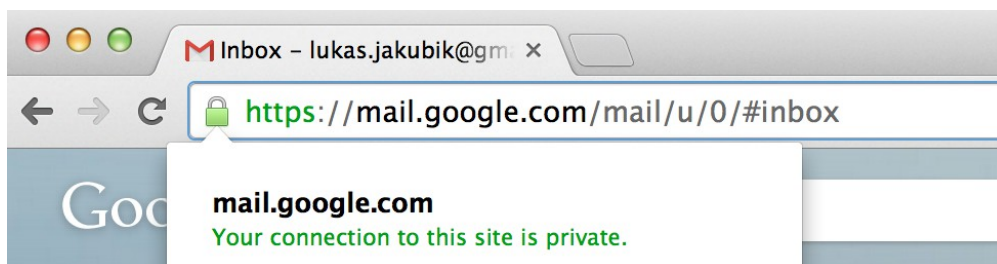 Inbox – lukas.jakubik@gm
https://mail.google.com/mail/u/0/#inbox
Goo
mail.google.com
Your connection to this site is private.